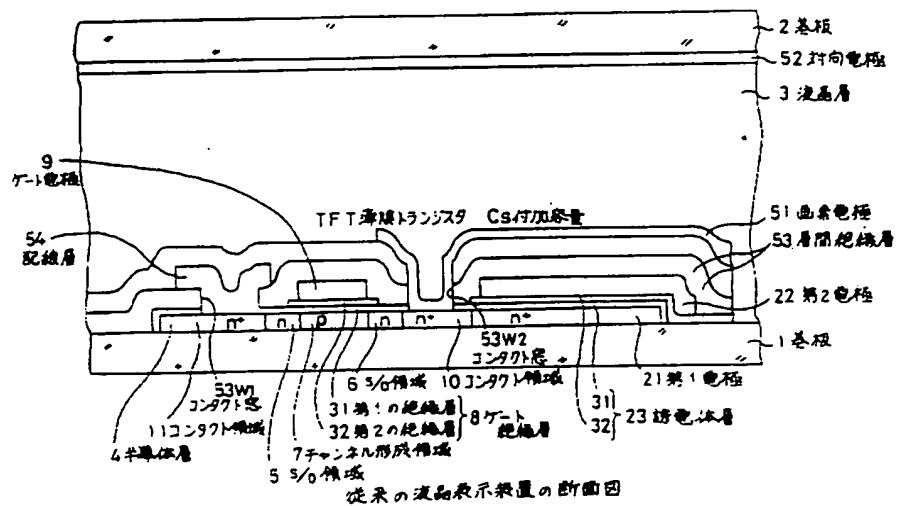 2 基板
52 対向電極
3 液晶層
9
ゲート電極
TFT 薄膜トランジスタ Cs付加容量
51 画素電極
54
配線層
53 層間絶縁層
22 第2電極
n+ n p n n+ n+
1 基板
53W1
コンタクト窓
53W2
コンタクト窓
6 S/D領域
10 コンタクト領域
21 第1電極
11 コンタクト領域
31 第1の絶縁層
32 第2の絶縁層
8 ゲート
絶縁層
31
32
23 誘電体層
4 半導体層
7 チャンネル形成領域
5 S/D領域
従来の液晶表示装置の断面図